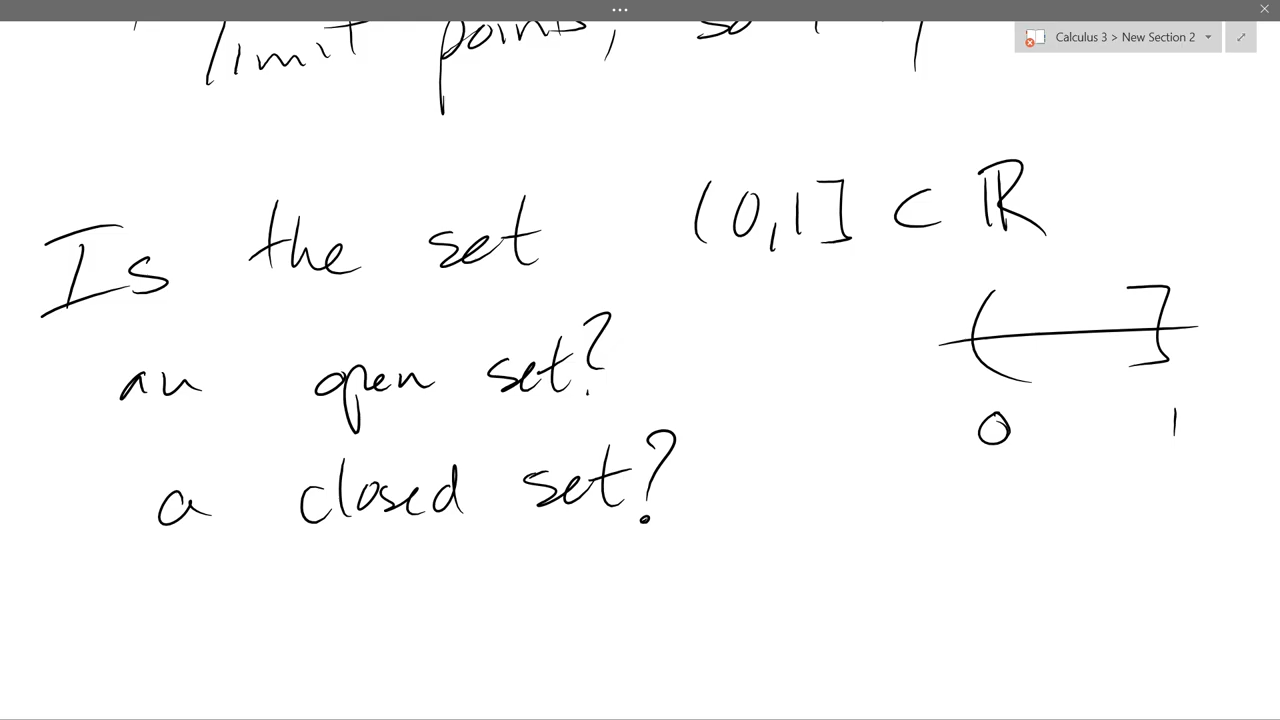 Calculus 3 > New Section 2
limit points, so
Is the set (0,1] ⊂ ℝ
an open set?
( ]
0 1
a closed set?